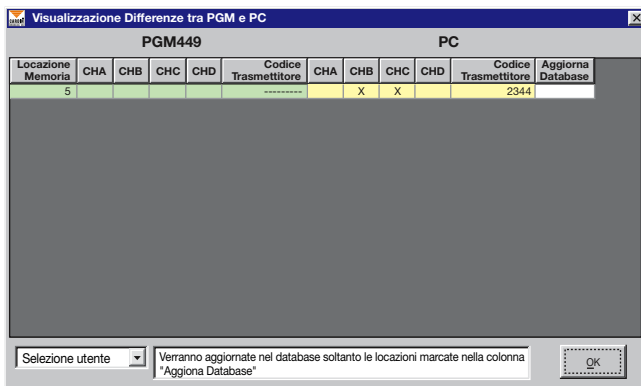 Visualizzazione Differenze tra PGM e PC
PGM449 PC
Locazione Memoria CHA CHB CHC CHD Codice Trasmettitore CHA CHB CHC CHD Codice Trasmettitore Aggiorna Database
5 --------- X X 2344
Selezione utente
Verranno aggiornate nel database soltanto le locazioni marcate nella colonna
"Aggiona Database"
OK